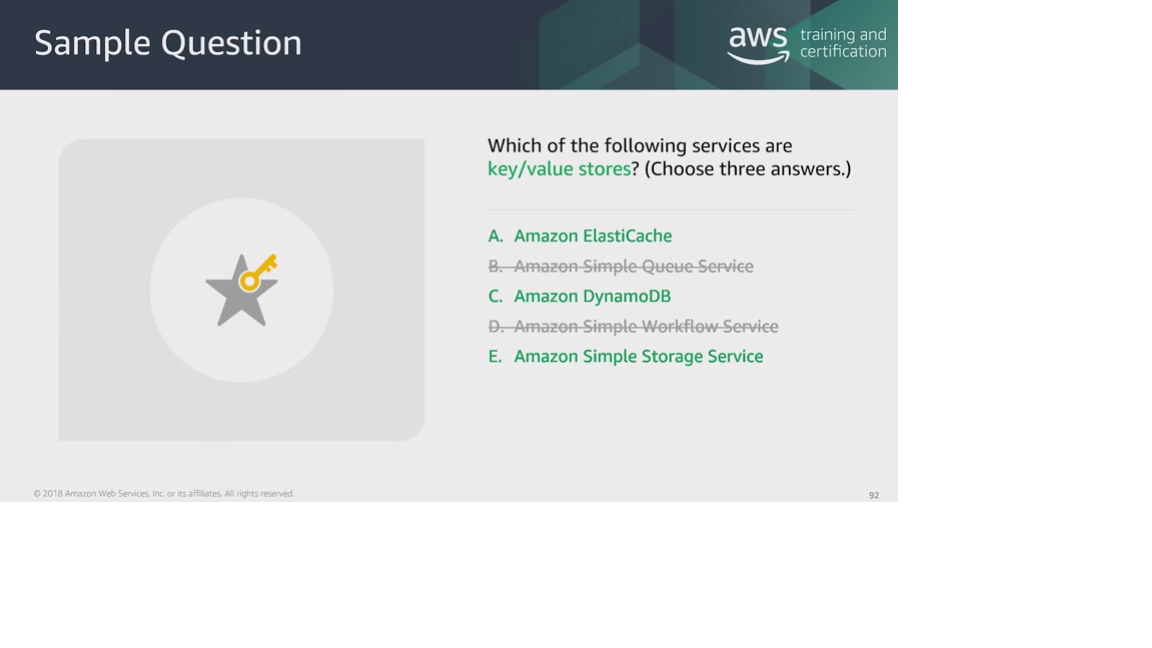 Sample Question
aws training and
certification
Which of the following services are
key/value stores? (Choose three answers.)
A. Amazon ElastiCache
B. Amazon Simple Queue Service
C. Amazon DynamoDB
D. Amazon Simple Workflow Service
E. Amazon Simple Storage Service
© 2018 Amazon Web Services, Inc. or its affiliates. All rights reserved.
92